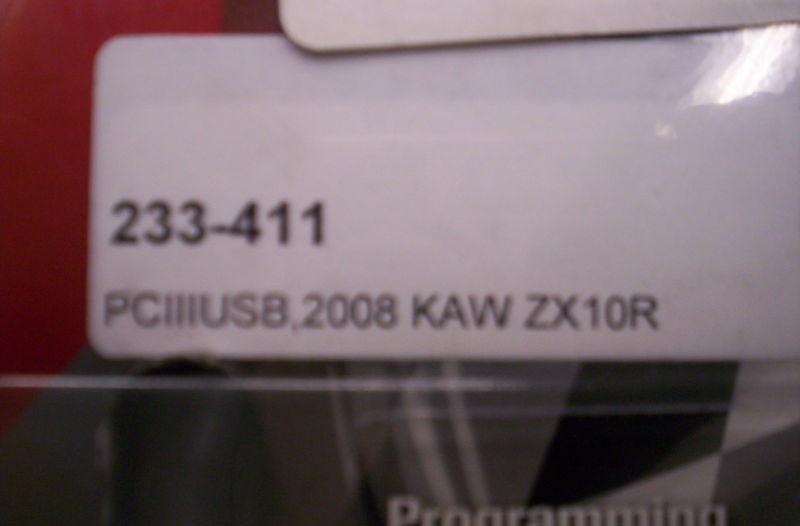 233-411
PCIIIUSB,2008 KAW ZX10R
Programming